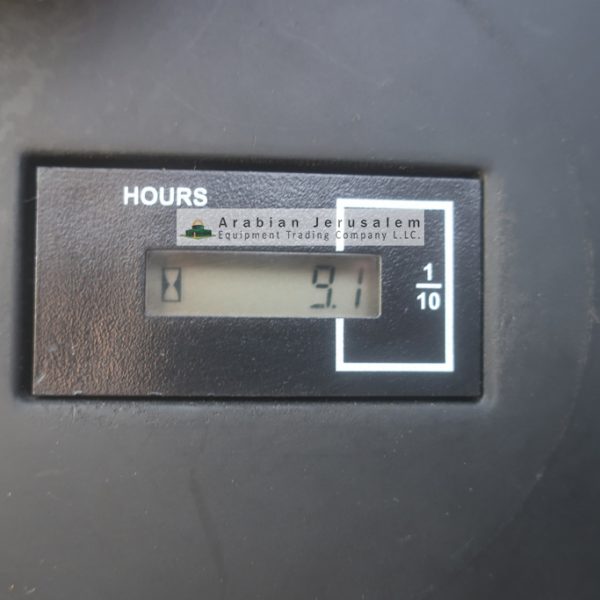 HOURS
Arabian Jerusalem
Equipment Trading Company L.L.C.
9.1
1
10